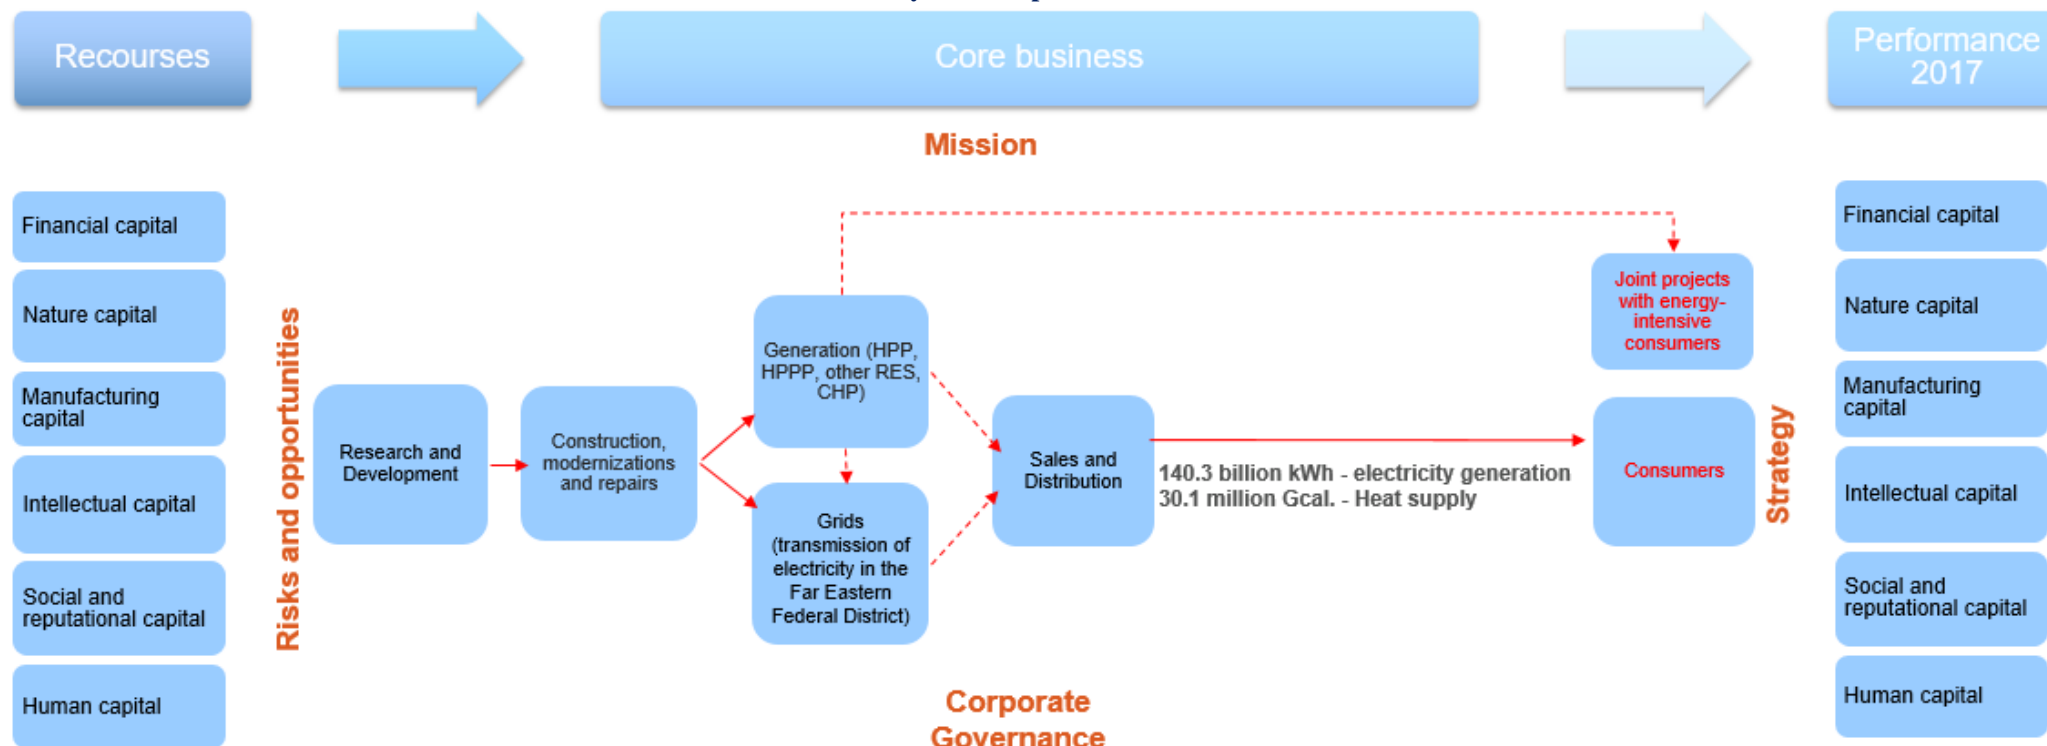 Recourses
Core business
Performance
2017
Mission
Financial capital
Nature capital
Manufacturing
capital
Intellectual capital
Social and
reputational capital
Human capital
Risks and opportunities
Research and
Development
Construction,
modernizations
and repairs
Generation (HPP,
HPPP, other RES,
CHP)
Grids
(transmission of
electricity in the
Far Eastern
Federal District)
Sales and
Distribution
140.3 billion kWh - electricity generation
30.1 million Gcal. - Heat supply
Joint projects
with energy-
intensive
consumers
Consumers
Strategy
Financial capital
Nature capital
Manufacturing
capital
Intellectual capital
Social and
reputational capital
Human capital
Corporate
Governance